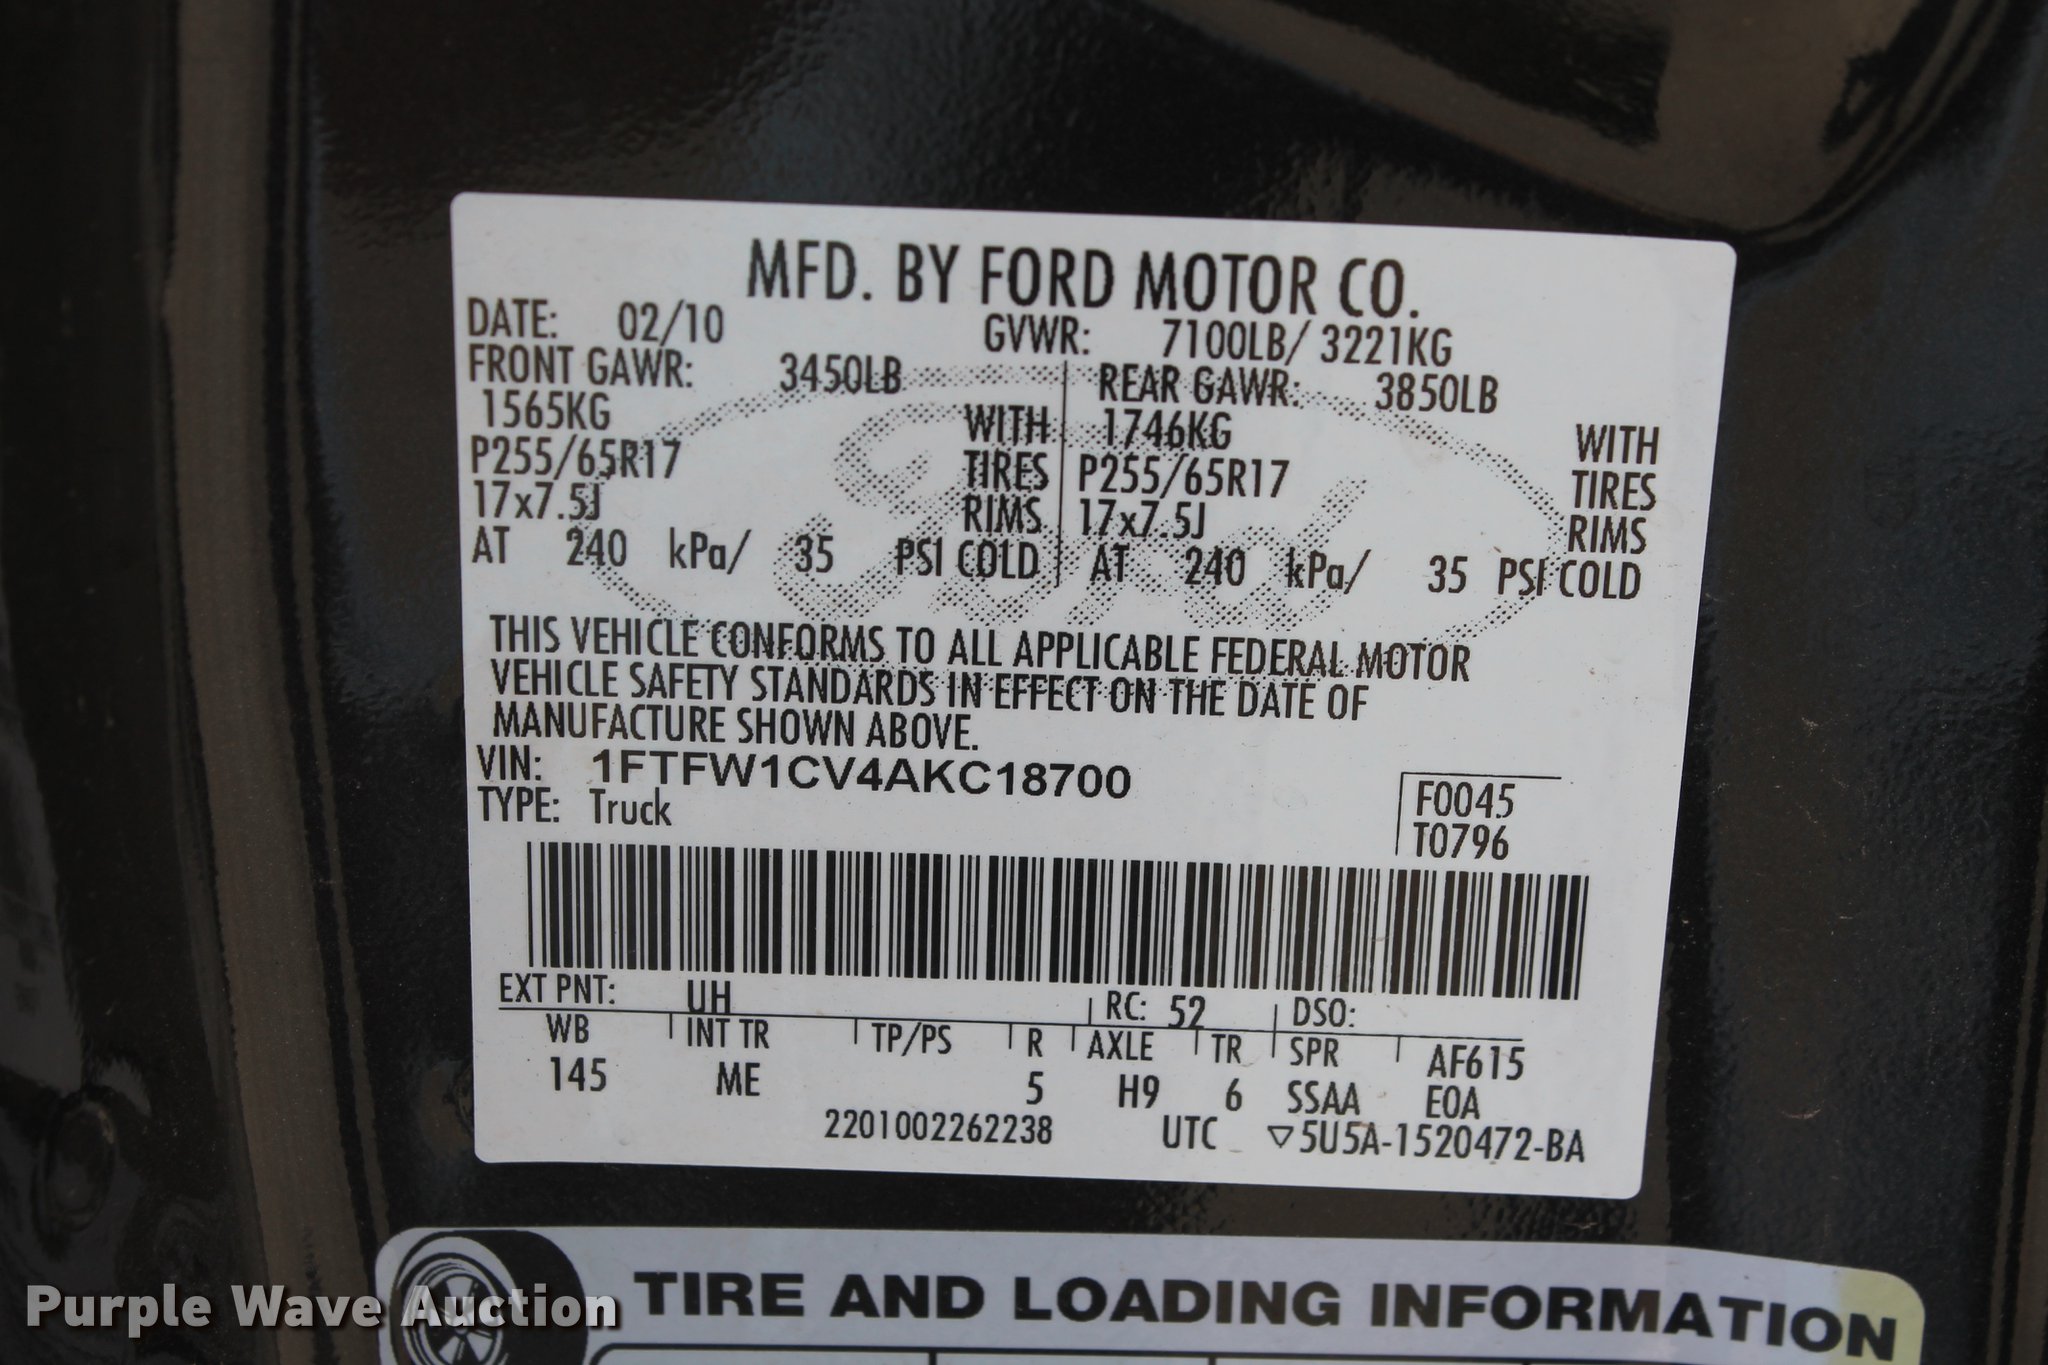 MFD. BY FORD MOTOR CO.
DATE: 02/10 GVWR: 7100LB/ 3221KG
FRONT GAWR: 3450LB REAR GAWR: 3850LB
1565KG WITH 1746KG WITH
P255/65R17 TIRES P255/65R17 TIRES
17x7.5J RIMS 17x7.5J RIMS
AT 240 kPa/ 35 PSI COLD AT 240 kPa/ 35 PSI COLD
Ford
THIS VEHICLE CONFORMS TO ALL APPLICABLE FEDERAL MOTOR
VEHICLE SAFETY STANDARDS IN EFFECT ON THE DATE OF
MANUFACTURE SHOWN ABOVE.
VIN: 1FTFW1CV4AKC18700
TYPE: Truck
F0045
T0796
EXT PNT: UH RC: 52 DSO:
WB INT TR TP/PS R AXLE TR SPR AF615
145 ME 5 H9 6 SSAA E0A
2201002262238 UTC ▽5U5A-1520472-BA
TIRE AND LOADING INFORMATION
Purple Wave Auction